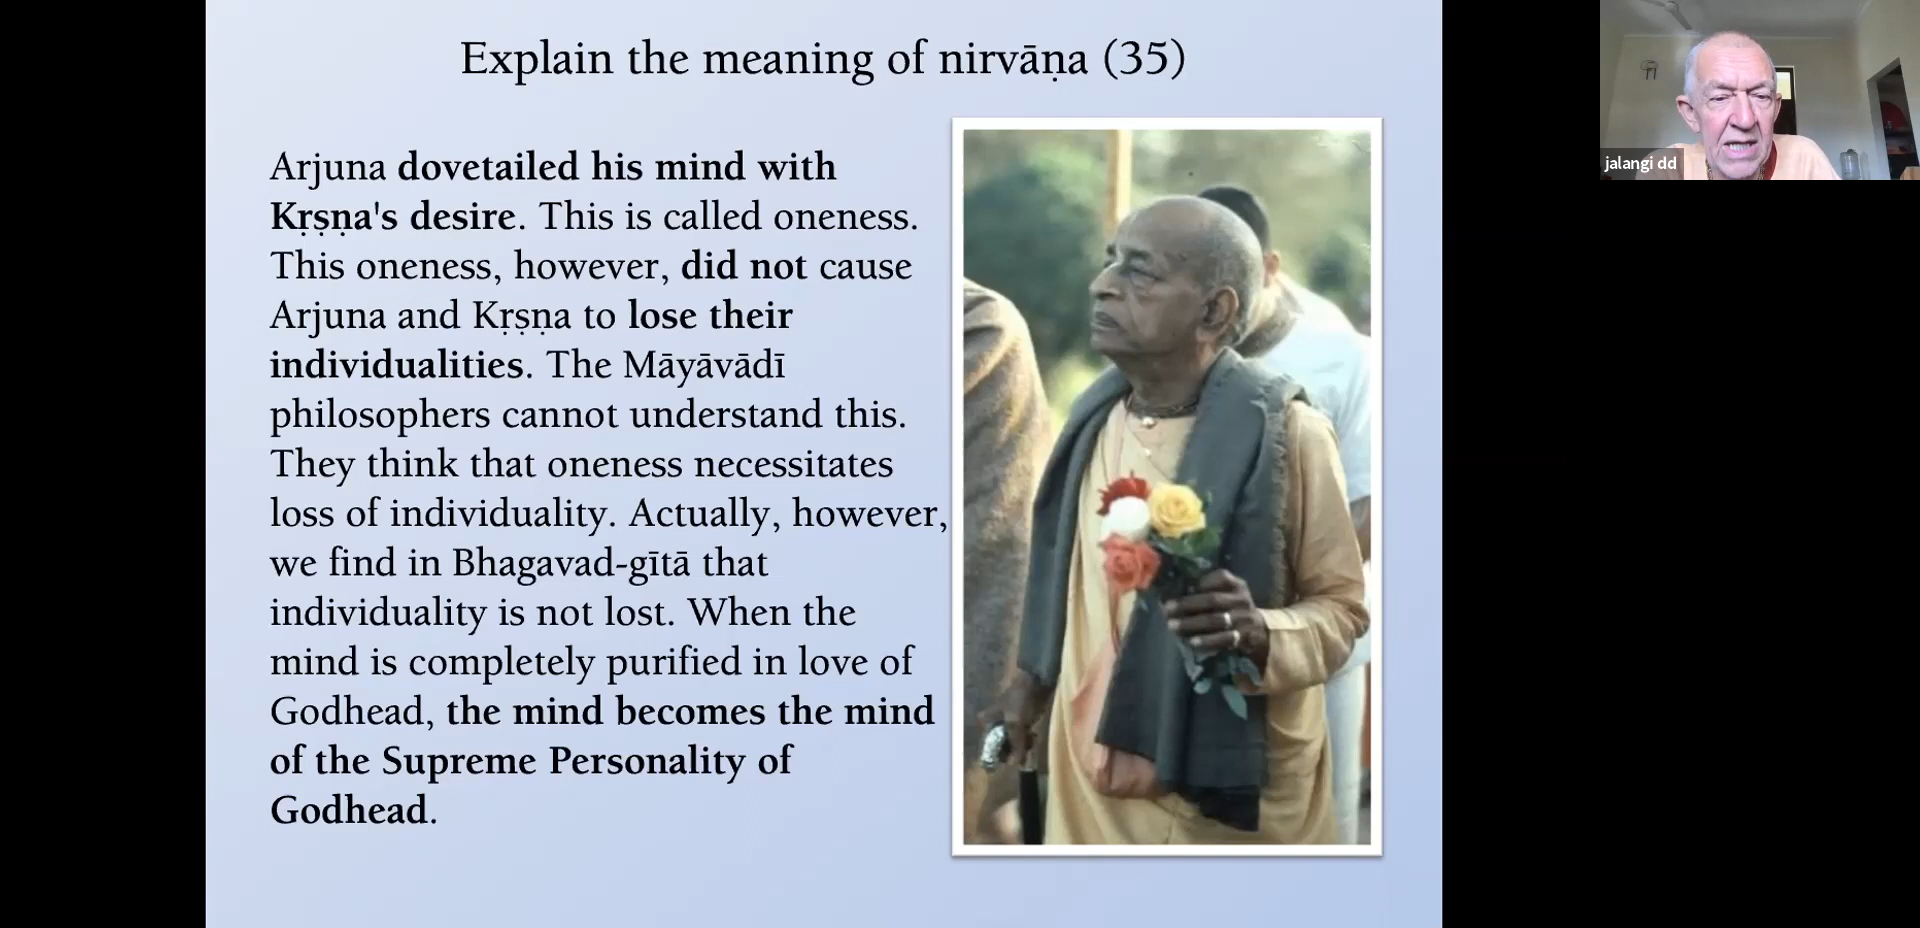 Explain the meaning of nirvāṇa (35)
Arjuna dovetailed his mind with
Kṛṣṇa's desire. This is called oneness.
This oneness, however, did not cause
Arjuna and Kṛṣṇa to lose their
individualities. The Māyāvādī
philosophers cannot understand this.
They think that oneness necessitates
loss of individuality. Actually, however,
we find in Bhagavad-gītā that
individuality is not lost. When the
mind is completely purified in love of
Godhead, the mind becomes the mind
of the Supreme Personality of
Godhead.
jalangi dd